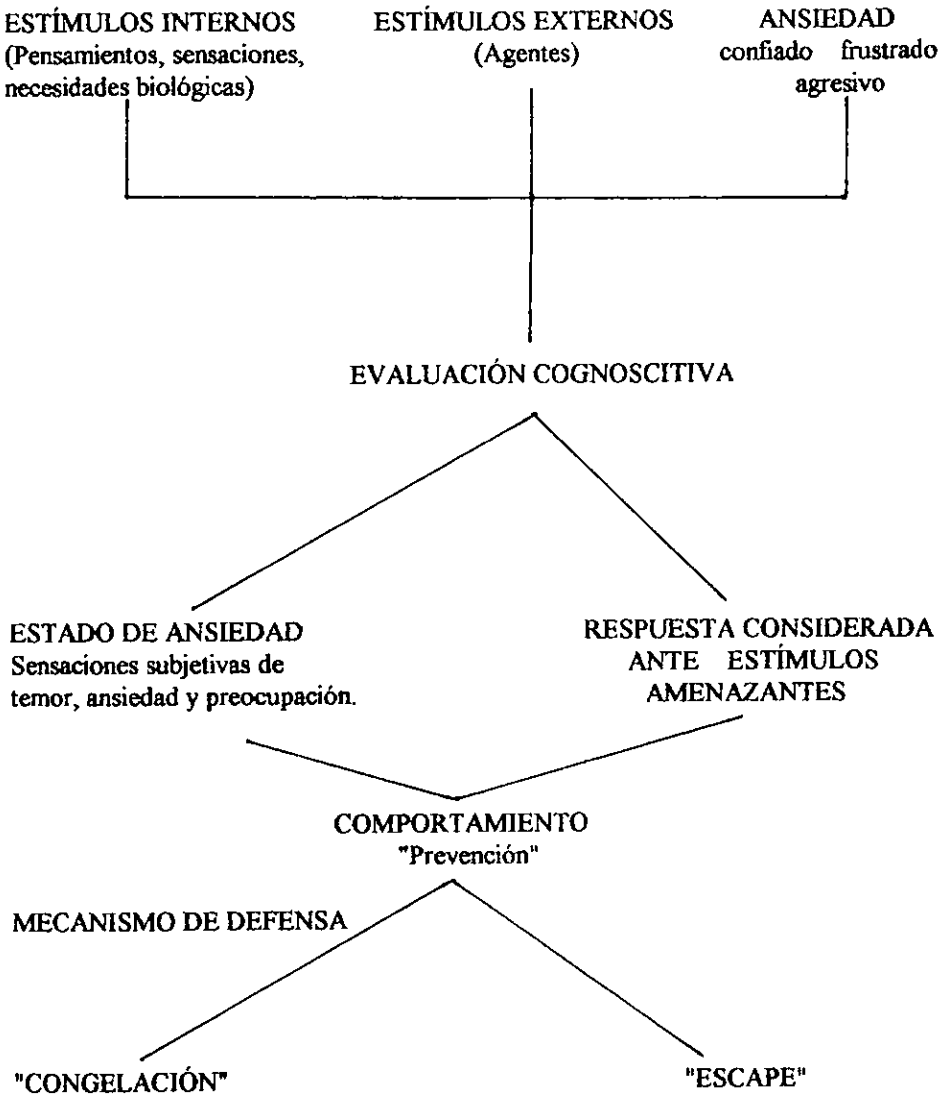 ESTÍMULOS INTERNOS
(Pensamientos, sensaciones,
necesidades biológicas)
ESTÍMULOS EXTERNOS
(Agentes)
ANSIEDAD
confiado frustrado
agresivo
EVALUACIÓN COGNOSCITIVA
ESTADO DE ANSIEDAD
Sensaciones subjetivas de
temor, ansiedad y preocupación.
RESPUESTA CONSIDERADA
ANTE ESTÍMULOS
AMENAZANTES
COMPORTAMIENTO
"Prevención"
MECANISMO DE DEFENSA
"CONGELACIÓN"
"ESCAPE"